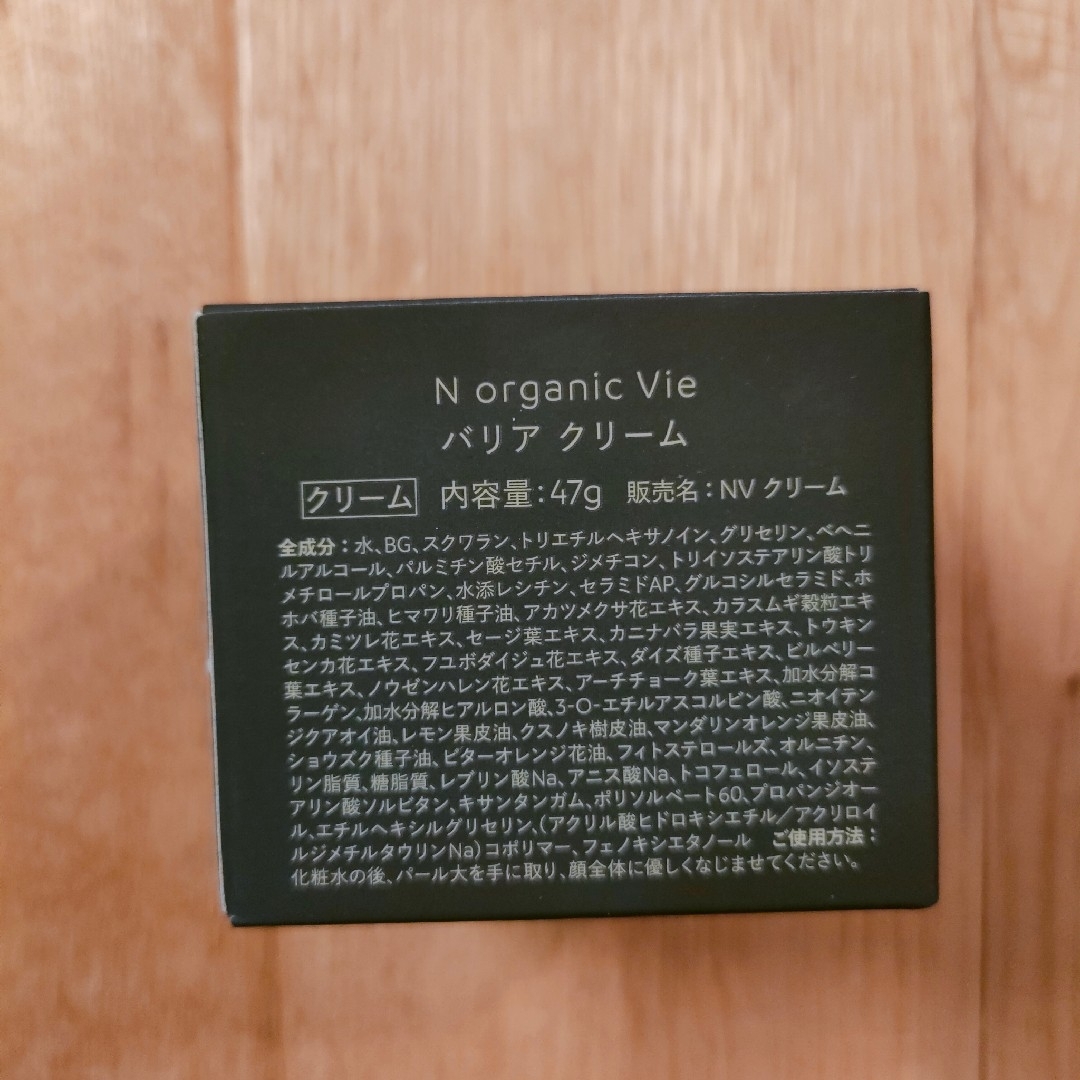 N organic Vie
バリア クリーム
クリーム 内容量:47g 販売名:NV クリーム
全成分:水、BG、スクワラン、トリエチルヘキサノイン、グリセリン、ベヘニ
ルアルコール、パルミチン酸セチル、ジメチコン、トリイソステアリン酸トリ
メチロールプロパン、水添レシチン、セラミドAP、グルコシルセラミド、ホ
ホバ種子油、ヒマワリ種子油、アカツメクサ花エキス、カラスムギ穀粒エキ
ス、カミツレ花エキス、セージ葉エキス、カニナバラ果実エキス、トウキン
センカ花エキス、フユボダイジュ花エキス、ダイズ種子エキス、ビルベリー
葉エキス、ノウゼンハレン花エキス、アーチチョーク葉エキス、加水分解コ
ラーゲン、加水分解ヒアルロン酸、3-O-エチルアスコルビン酸、ニオイテン
ジクアオイ油、レモン果皮油、クスノキ樹皮油、マンダリンオレンジ果皮油、
ショウズク種子油、ビターオレンジ花油、フィトステロールズ、オルニチン、
リン脂質、糖脂質、レブリン酸Na、アニス酸Na、トコフェロール、イソステ
アリン酸ソルビタン、キサンタンガム、ポリソルベート60、プロパンジオー
ル、エチルヘキシルグリセリン、(アクリル酸ヒドロキシエチル/アクリロイ
ルジメチルタウリンNa)コポリマー、フェノキシエタノール ご使用方法:
化粧水の後、パール大を手に取り、顔全体に優しくなじませてください。